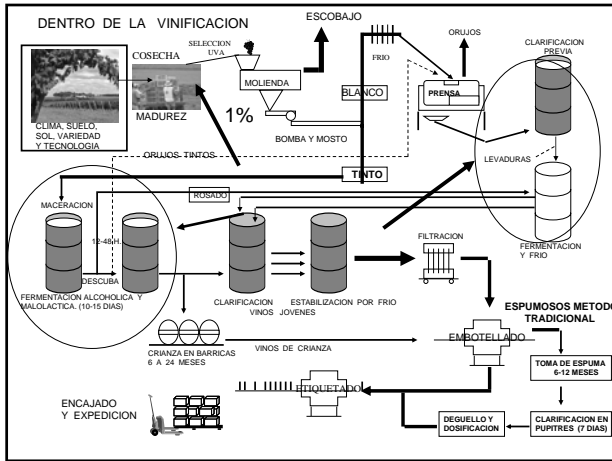 DENTRO DE LA VINIFICACION
ESCOBAJO
SELECCION
UVA
COSECHA
MOLIENDA
FRIO
ORUJOS
CLARIFICACION
PREVIA
PRENSA
BLANCO
MADUREZ
1%
BOMBA Y MOSTO
CLIMA, SUELO,
SOL, VARIEDAD
Y TECNOLOGIA
ORUJOS TINTOS
LEVADURAS
TINTO
ROSADO
MACERACION
12-48 H.
DESCUBA
FERMENTACION ALCOHOLICA Y
MALOLACTICA. (10-15 DIAS)
CLARIFICACION
ESTABILIZACION POR FRIO
VINOS JOVENES
FILTRACION
FERMENTACION
Y FRIO
ESPUMOSOS METODO
TRADICIONAL
EMBOTELLADO
CRIANZA EN BARRICAS
6 A 24 MESES
VINOS DE CRIANZA
TOMA DE ESPUMA
6-12 MESES
ETIQUETADO
ENCAJADO
Y EXPEDICION
DEGUELLO Y
DOSIFICACION
CLARIFICACION EN
PUPITRES (7 DIAS)